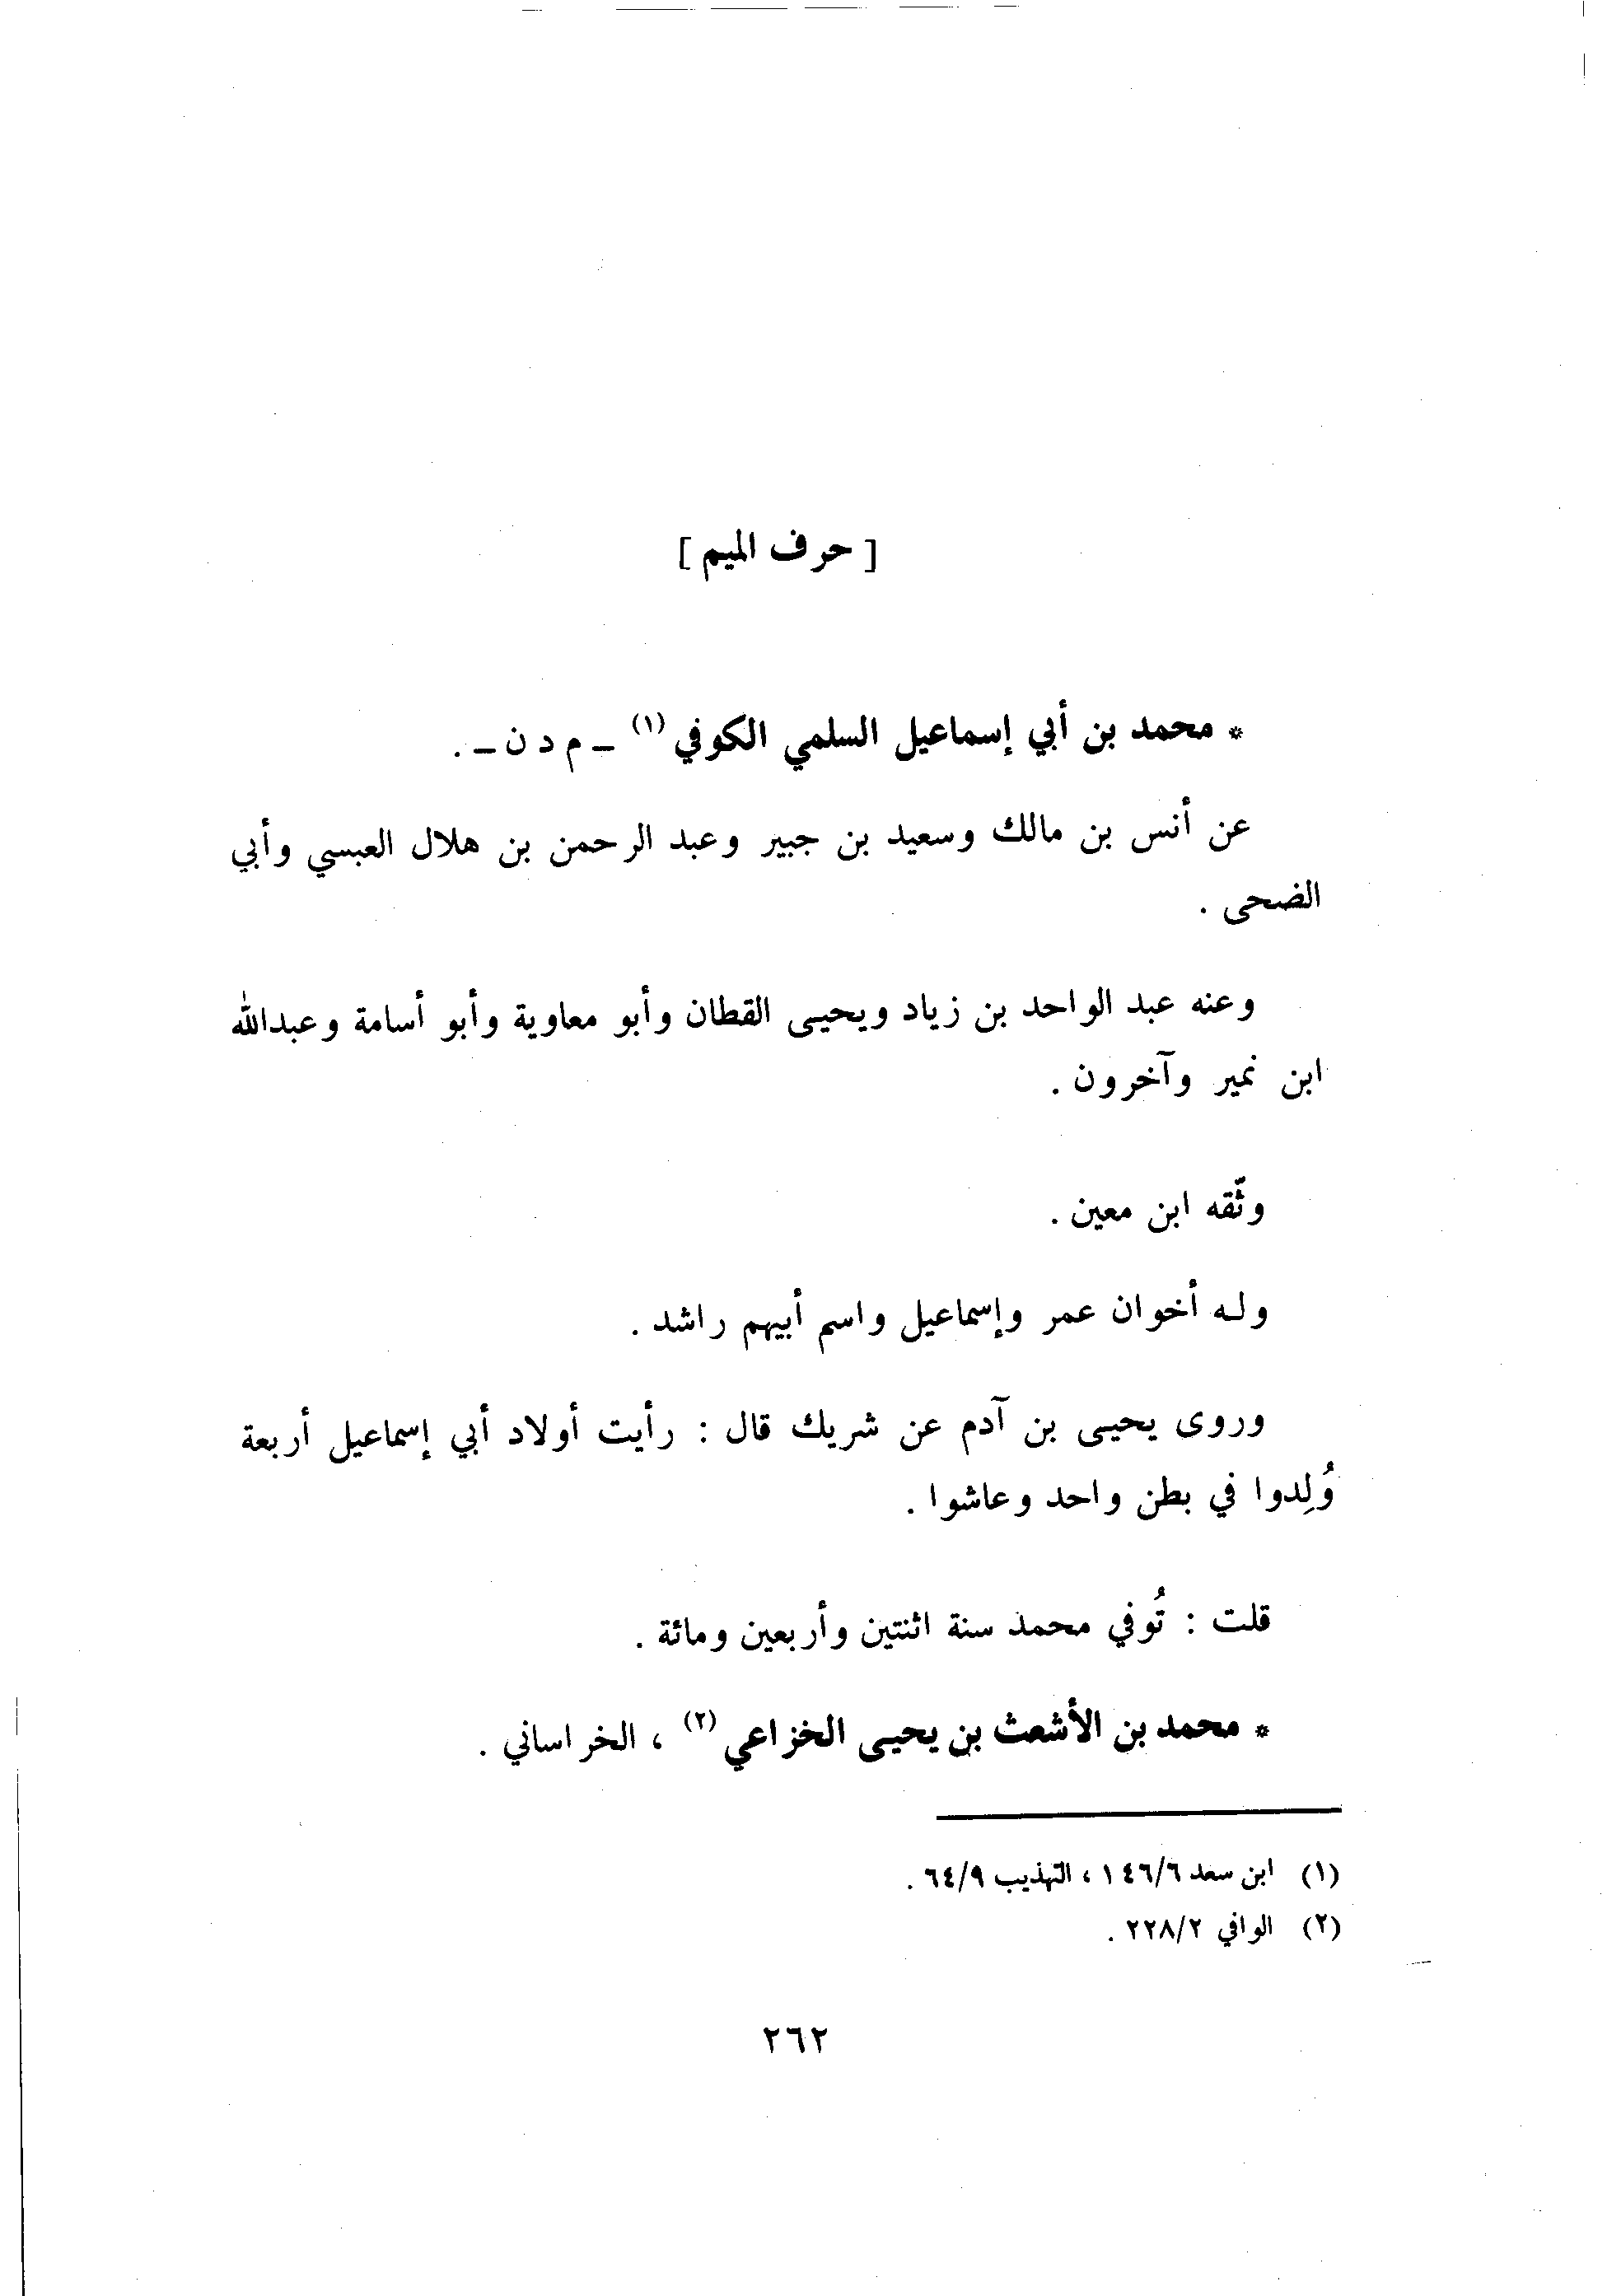 [ حرف الميم ]
* محمد بن أبي إسماعيل السلمي الكوفي (١) ـ م د ن ـ .
عن أنس بن مالك وسعيد بن جبير وعبد الرحمن بن هلال العبسي وأبي
الضحى .
وعنه عبد الواحد بن زياد ويحيى القطان وأبو معاوية وأبو أسامة وعبدالله
ابن نمير وآخرون .
وثّقه ابن معين .
وله أخوان عمر وإسماعيل واسم أبيهم راشد .
وروى يحيى بن آدم عن شريك قال : رأيت أولاد أبي إسماعيل أربعة
وُلِدوا في بطن واحد وعاشوا .
قلت : تُوفي محمد سنة اثنتين وأربعين ومائة .
* محمد بن الأشعث بن يحيى الخزاعي (٢) ، الخراساني .
(١) ابن سعد ١٤٦/٦ ، التهذيب ٦٤/٩ .
(٢) الوافي ٢٢٨/٢ .
٢٦٢